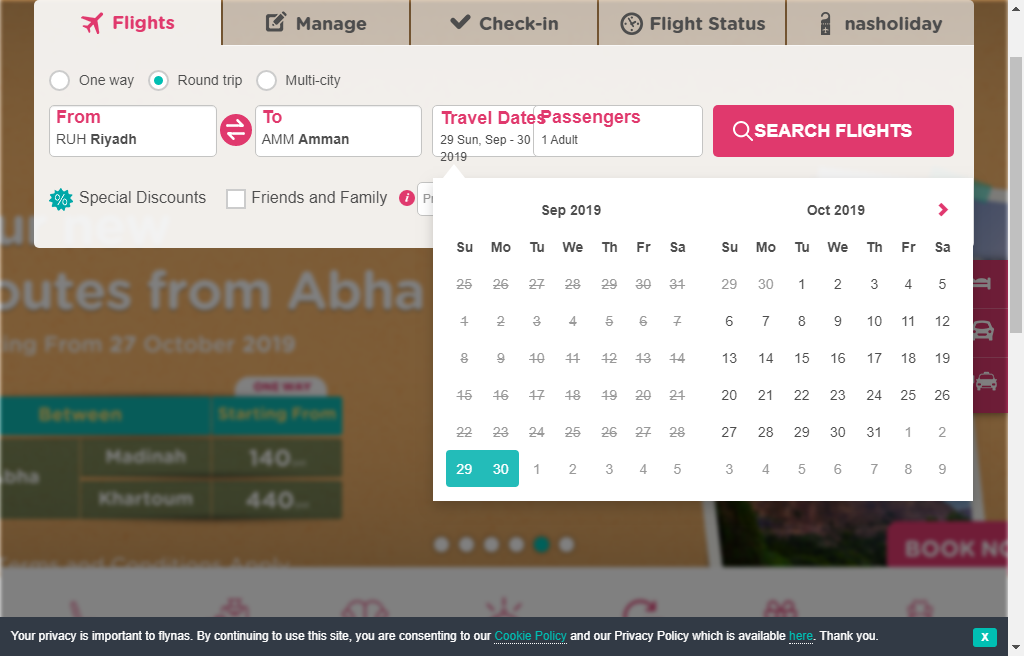 Flights
Manage
Check-in
Flight Status
nasholiday
One way
Round trip
Multi-city
From
RUH Riyadh
To
AMM Amman
Travel Dates
29 Sun, Sep - 30
2019
Passengers
1 Adult
SEARCH FLIGHTS
% Special Discounts
Friends and Family
i
Sep 2019
Su Mo Tu We Th Fr Sa
25 26 27 28 29 30 31
1 2 3 4 5 6 7
8 9 10 11 12 13 14
15 16 17 18 19 20 21
22 23 24 25 26 27 28
29 30 1 2 3 4 5
Oct 2019
Su Mo Tu We Th Fr Sa
29 30 1 2 3 4 5
6 7 8 9 10 11 12
13 14 15 16 17 18 19
20 21 22 23 24 25 26
27 28 29 30 31 1 2
3 4 5 6 7 8 9
ur new
outes from Abha
ing From 27 October 2019
ONE WAY
Between
Starting From
bha
Madinah
140
Khartoum
440
Terms and Conditions Apply
BOOK NO
Your privacy is important to flynas. By continuing to use this site, you are consenting to our Cookie Policy and our Privacy Policy which is available here. Thank you.
X